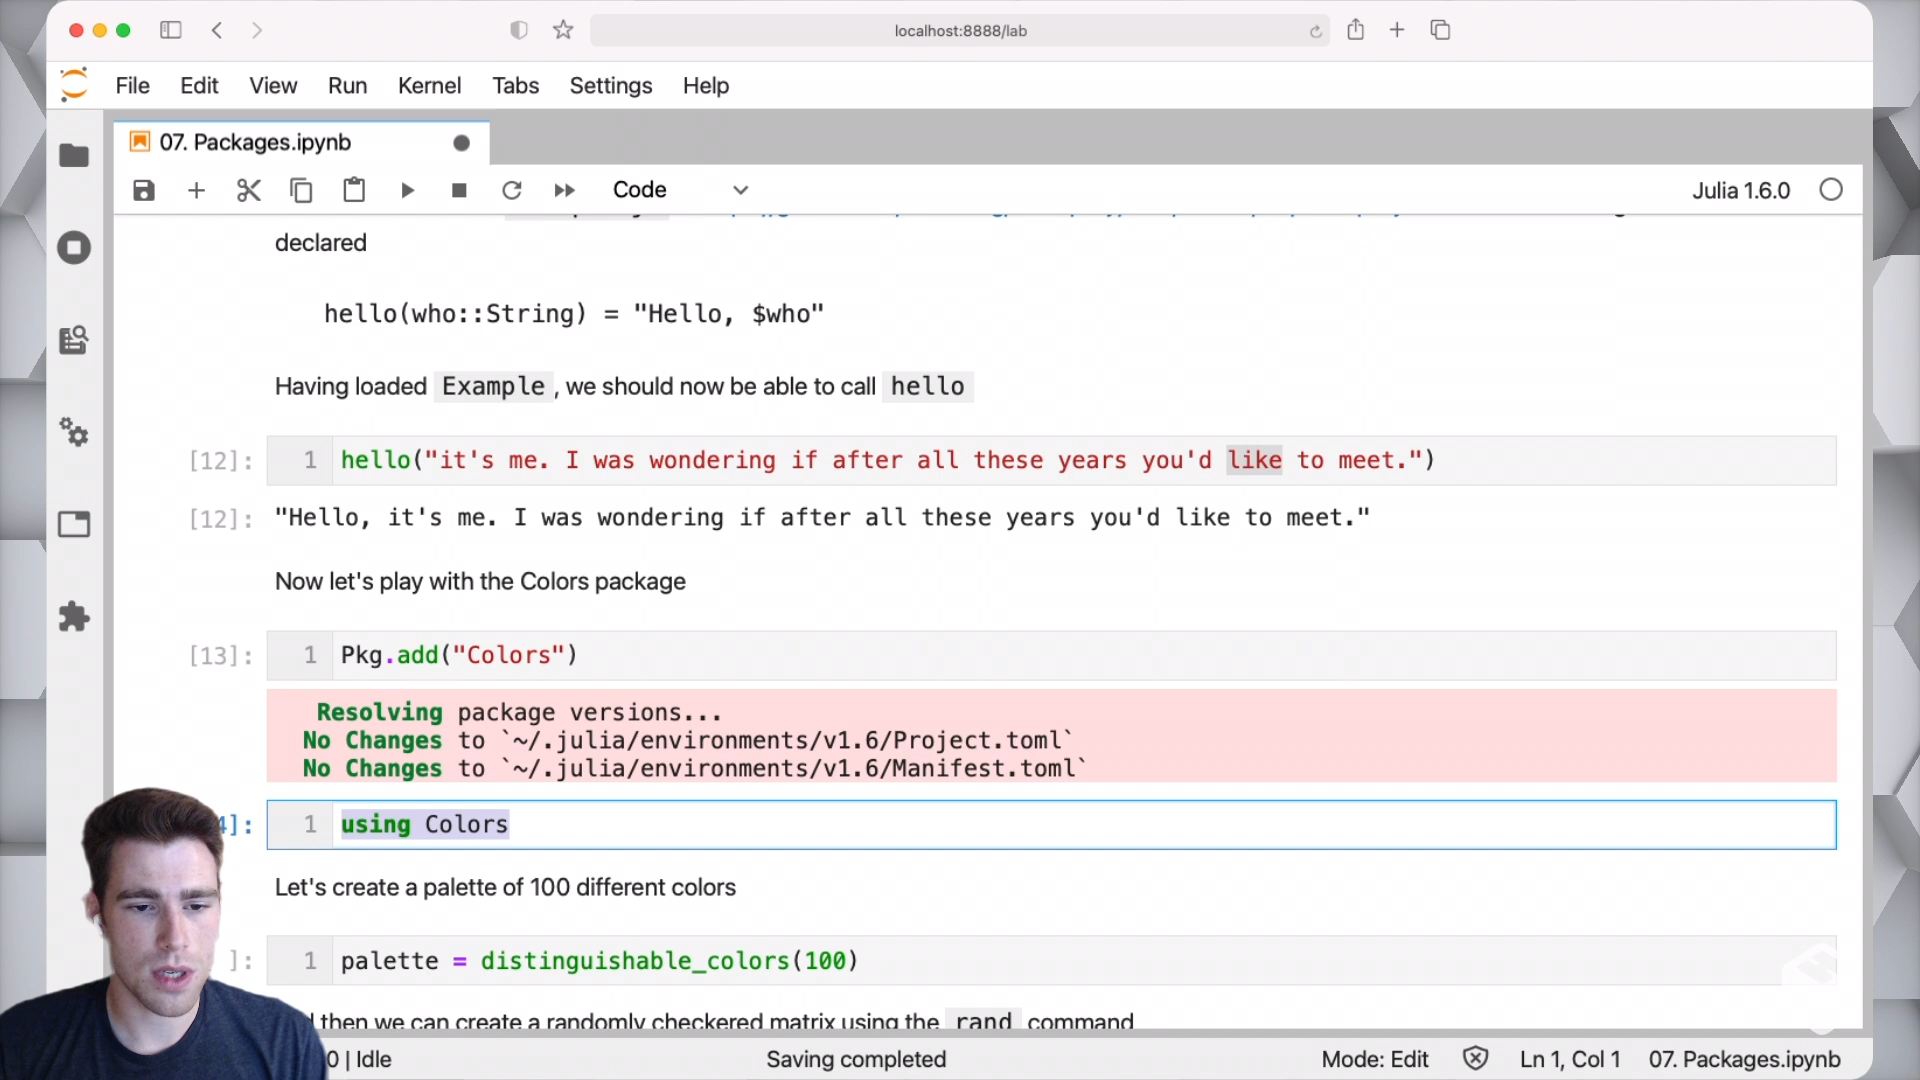 localhost:8888/lab
File Edit View Run Kernel Tabs Settings Help
07. Packages.ipynb
Code
Julia 1.6.0
declared
hello(who::String) = "Hello, $who"
Having loaded Example, we should now be able to call hello
[12]: 1 hello("it's me. I was wondering if after all these years you'd like to meet.")
[12]: "Hello, it's me. I was wondering if after all these years you'd like to meet."
Now let's play with the Colors package
[13]: 1 Pkg.add("Colors")
Resolving package versions...
No Changes to `~/.julia/environments/v1.6/Project.toml`
No Changes to `~/.julia/environments/v1.6/Manifest.toml`
4]: 1 using Colors
Let's create a palette of 100 different colors
]: 1 palette = distinguishable_colors(100)
then we can create a randomly checkered matrix using the rand command
0 | Idle Saving completed Mode: Edit Ln 1, Col 1 07. Packages.ipynb